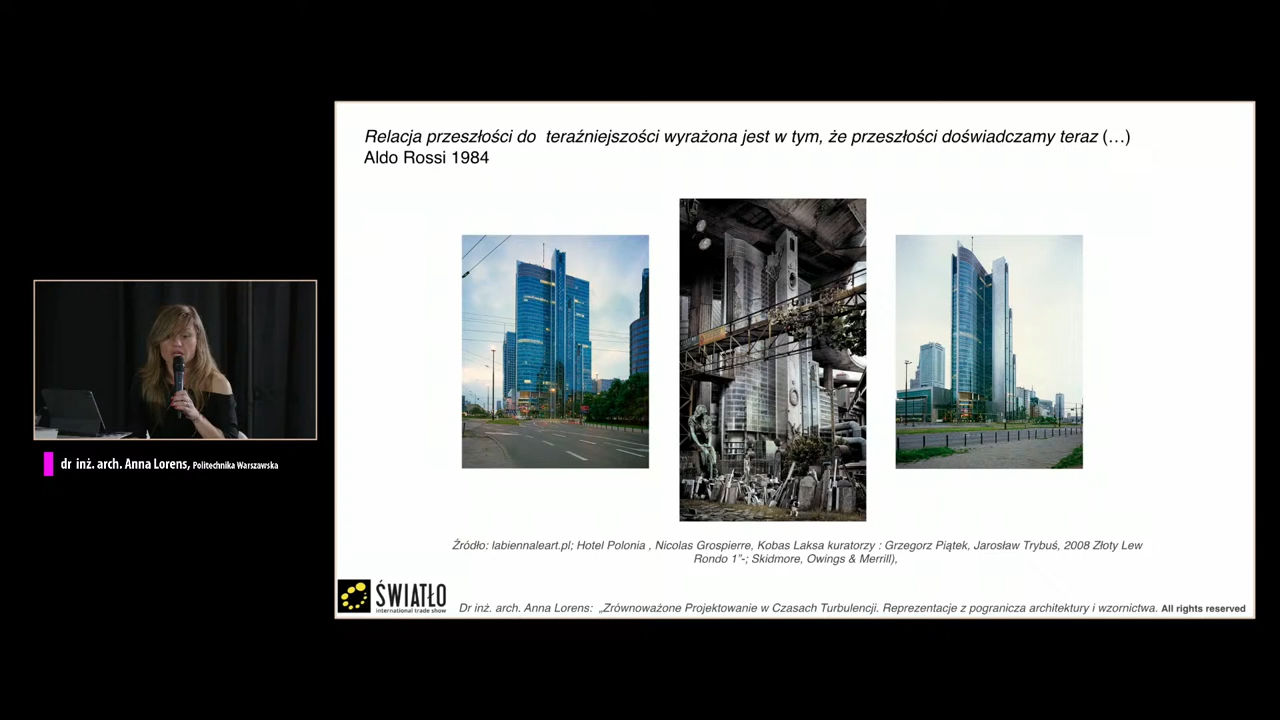 Relacja przeszłości do teraźniejszości wyrażona jest w tym, że przeszłości doświadczamy teraz (…)
Aldo Rossi 1984
dr inż. arch. Anna Lorens, Politechnika Warszawska
Źródło: labiennaleart.pl; Hotel Polonia , Nicolas Grospierre, Kobas Laksa kuratorzy : Grzegorz Piątek, Jarosław Trybuś, 2008 Złoty Lew
Rondo 1”-; Skidmore, Owings & Merrill),
ŚWIATŁO
international trade show
Dr inż. arch. Anna Lorens: „Zrównoważone Projektowanie w Czasach Turbulencji. Reprezentacje z pogranicza architektury i wzornictwa. All rights reserved